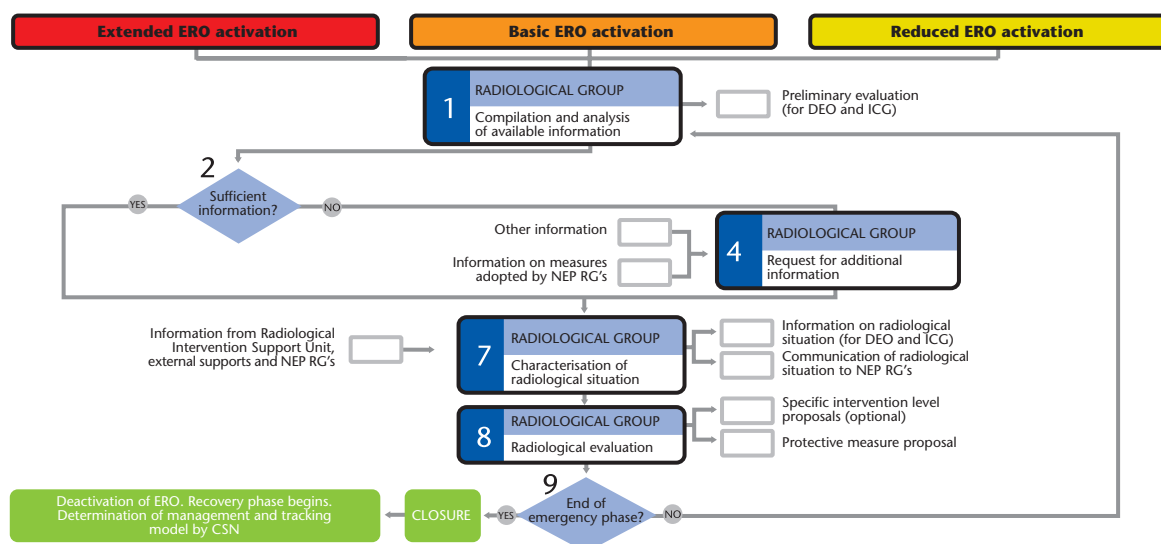 Extended ERO activation
Basic ERO activation
Reduced ERO activation
1
RADIOLOGICAL GROUP
Compilation and analysis
of available information
Preliminary evaluation
(for DEO and ICG)
2
Sufficient
information?
YES
NO
Other information
Information on measures
adopted by NEP RG's
4
RADIOLOGICAL GROUP
Request for additional
information
Information from Radiological
Intervention Support Unit,
external supports and NEP RG's
7
RADIOLOGICAL GROUP
Characterisation of
radiological situation
Information on radiological
situation (for DEO and ICG)
Communication of radiological
situation to NEP RG's
8
RADIOLOGICAL GROUP
Radiological evaluation
Specific intervention level
proposals (optional)
Protective measure proposal
9
End of
emergency phase?
YES
NO
CLOSURE
Deactivation of ERO. Recovery phase begins.
Determination of management and tracking
model by CSN